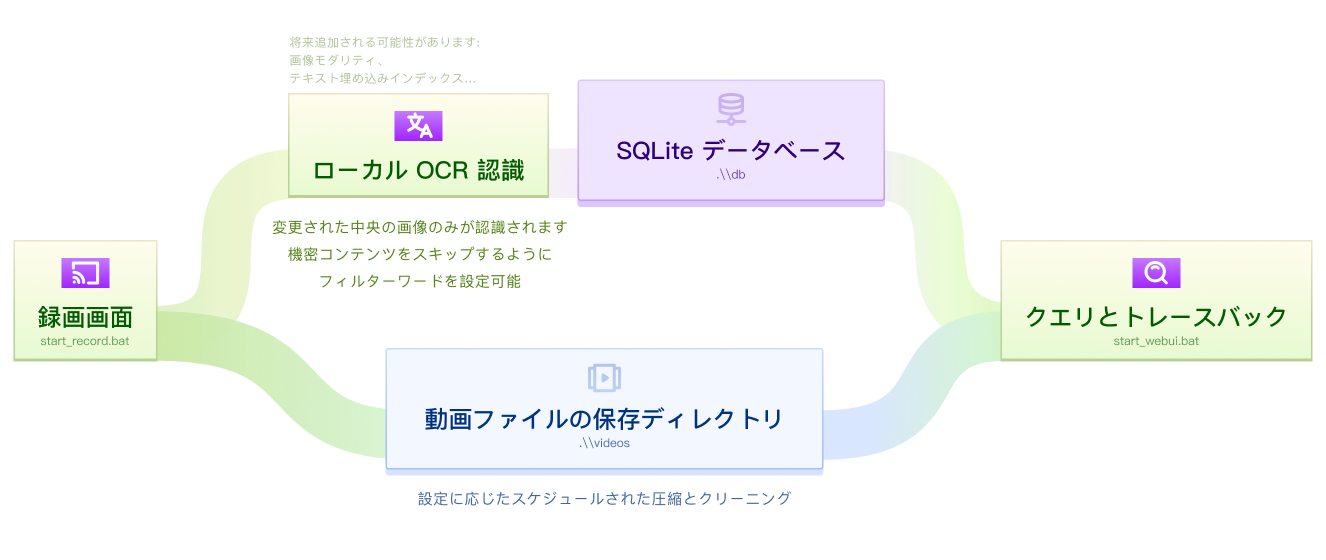 将来追加される可能性があります:
画像モダリティ、
テキスト埋め込みインデックス...
ローカル OCR 認識
変更された中央の画像のみが認識されます
機密コンテンツをスキップするように
フィルターワードを設定可能
SQLite データベース
.\\db
録画画面
start_record.bat
動画ファイルの保存ディレクトリ
.\\videos
設定に応じたスケジュールされた圧縮とクリーニング
クエリとトレースバック
start_webui.bat